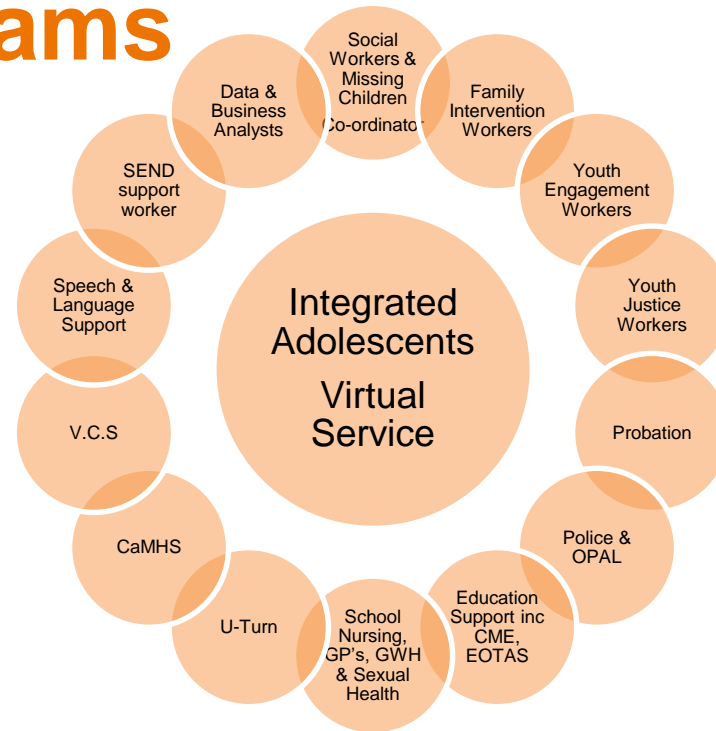 ams
Social
Workers &
Missing
Children
Co-ordinator
Family
Intervention
Workers
Youth
Engagement
Workers
Youth
Justice
Workers
Probation
Police &
OPAL
Education
Support inc
CME,
EOTAS
School
Nursing,
GP's, GWH
& Sexual
Health
U-Turn
CaMHS
V.C.S
Speech &
Language
Support
SEND
support
worker
Data &
Business
Analysts
Integrated
Adolescents
Virtual
Service